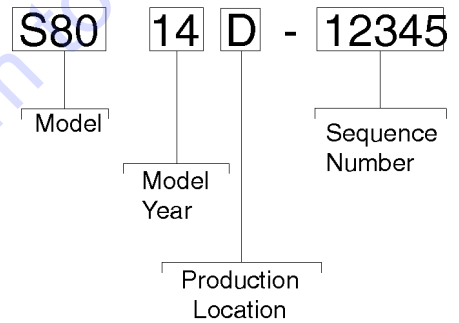 S80 14 D - 12345
Model
Sequence
Number
Model
Year
Production
Location